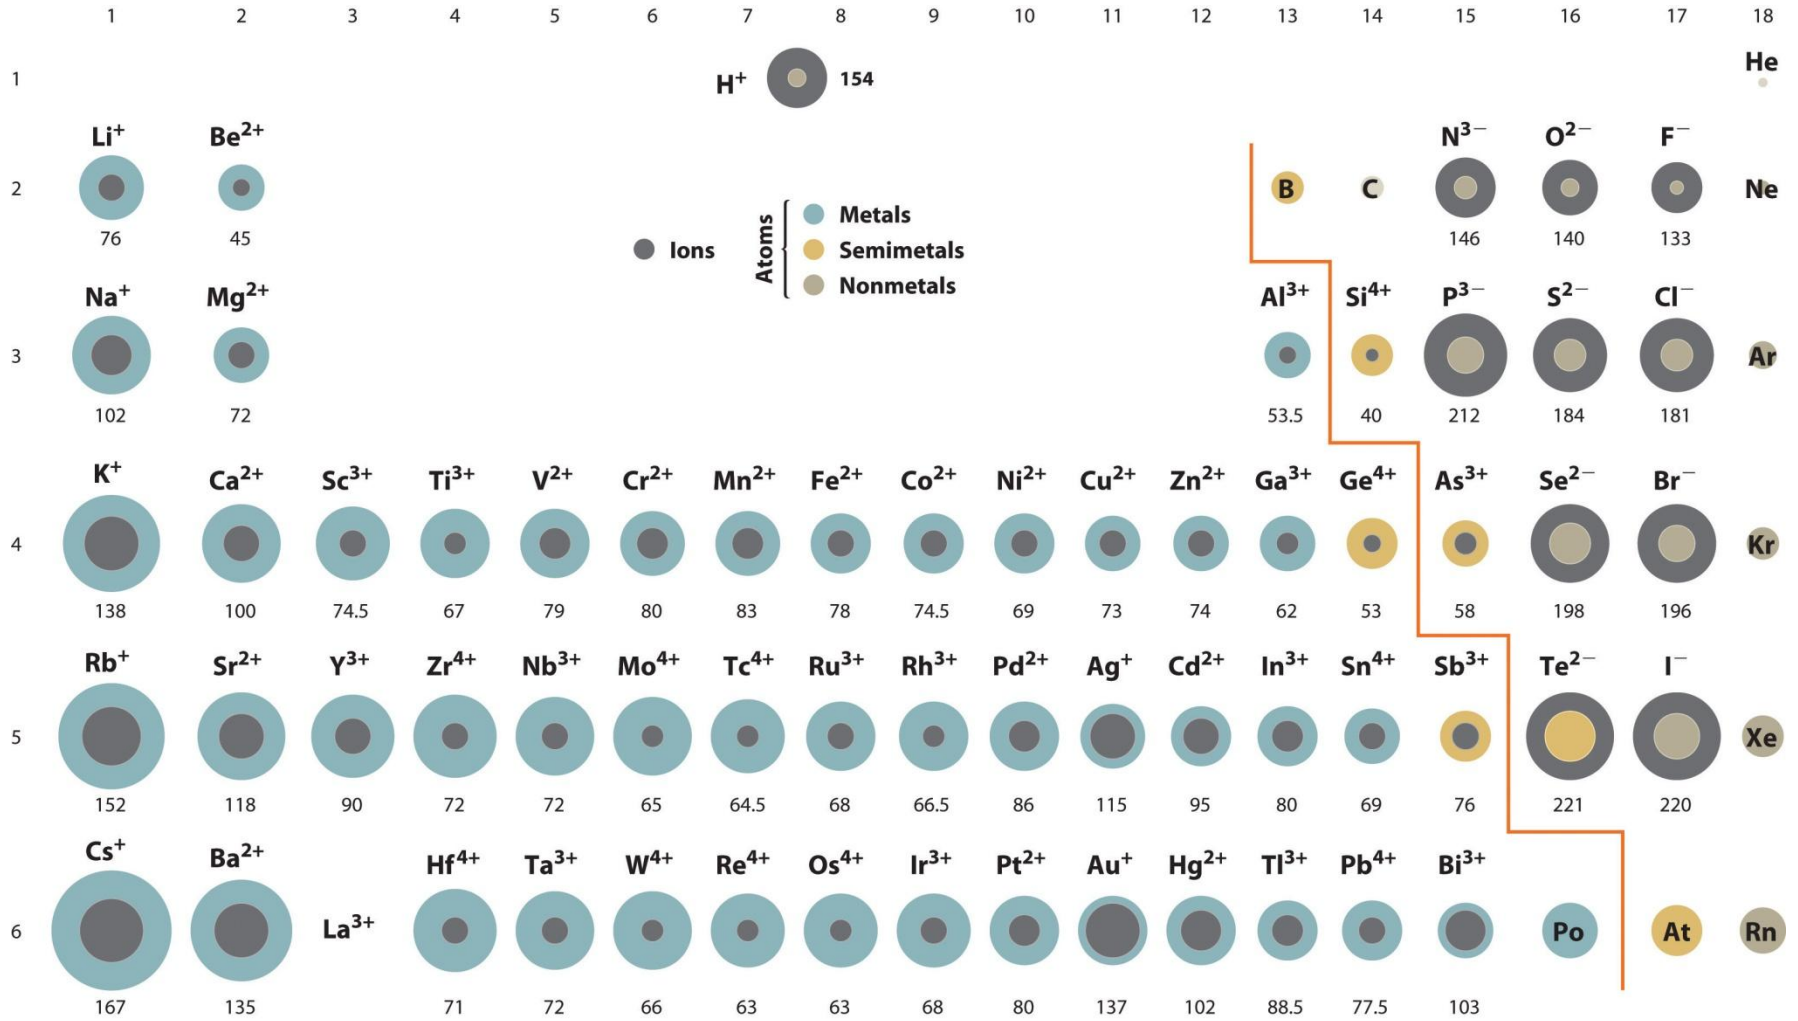 1 2 3 4 5 6 7 8 9 10 11 12 13 14 15 16 17 18
1 H⁺ 154 He
Li⁺ Be²⁺ N³⁻ O²⁻ F⁻
2 B C Ne
76 45 146 140 133
Atoms
Metals
Ions Semimetals
Nonmetals
Na⁺ Mg²⁺ Al³⁺ Si⁴⁺ P³⁻ S²⁻ Cl⁻
3 Ar
102 72 53.5 40 212 184 181
K⁺ Ca²⁺ Sc³⁺ Ti³⁺ V²⁺ Cr²⁺ Mn²⁺ Fe²⁺ Co²⁺ Ni²⁺ Cu²⁺ Zn²⁺ Ga³⁺ Ge⁴⁺ As³⁺ Se²⁻ Br⁻
4 Kr
138 100 74.5 67 79 80 83 78 74.5 69 73 74 62 53 58 198 196
Rb⁺ Sr²⁺ Y³⁺ Zr⁴⁺ Nb³⁺ Mo⁴⁺ Tc⁴⁺ Ru³⁺ Rh³⁺ Pd²⁺ Ag⁺ Cd²⁺ In³⁺ Sn⁴⁺ Sb³⁺ Te²⁻ I⁻
5 Xe
152 118 90 72 72 65 64.5 68 66.5 86 115 95 80 69 76 221 220
Cs⁺ Ba²⁺ Hf⁴⁺ Ta³⁺ W⁴⁺ Re⁴⁺ Os⁴⁺ Ir³⁺ Pt²⁺ Au⁺ Hg²⁺ Tl³⁺ Pb⁴⁺ Bi³⁺
6 La³⁺ Po At Rn
167 135 71 72 66 63 63 68 80 137 102 88.5 77.5 103